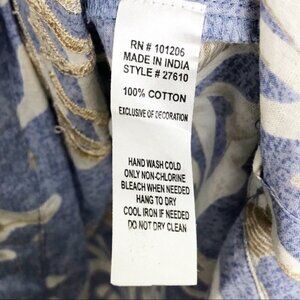 RN # 101206
MADE IN INDIA
STYLE # 27610
100% COTTON
EXCLUSIVE OF DECORATION
HAND WASH COLD
ONLY NON-CHLORINE
BLEACH WHEN NEEDED
HANG TO DRY
COOL IRON IF NEEDED
DO NOT DRY CLEAN